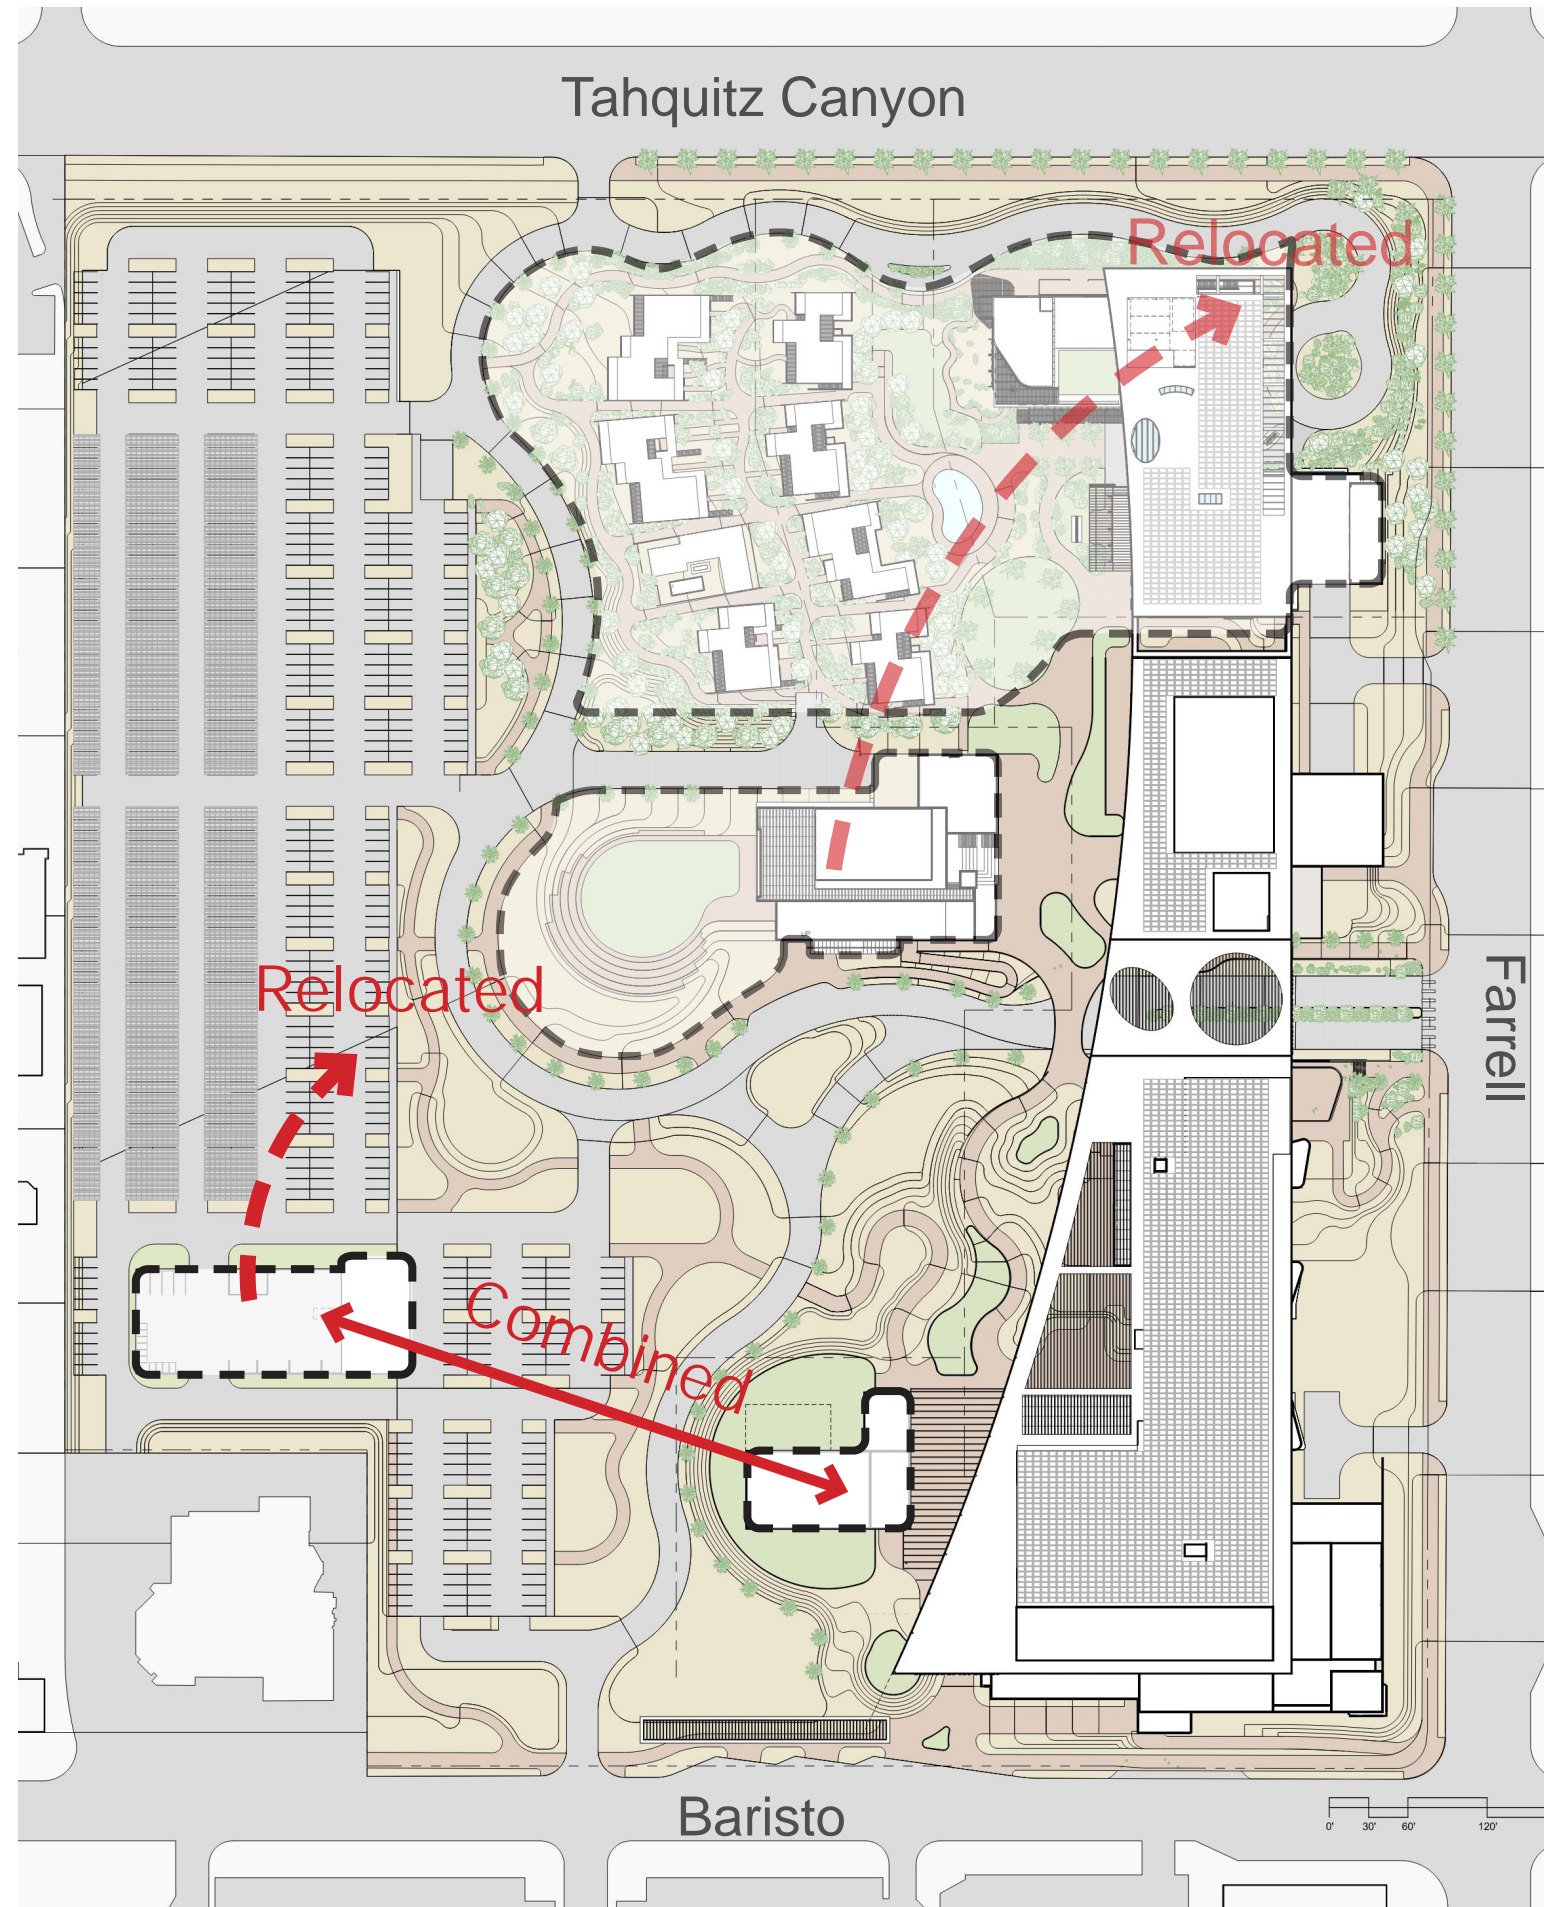 Tahquitz Canyon
Relocated
Relocated
Farrell
Combined
Baristo
0' 30' 60' 120'